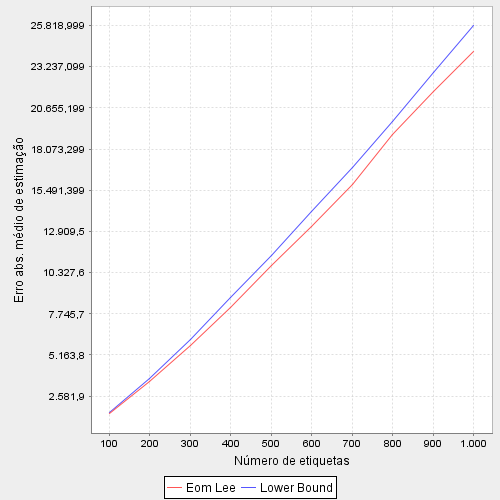 Erro abs. médio de estimação
25.818,999
23.237,099
20.655,199
18.073,299
15.491,399
12.909,5
10.327,6
7.745,7
5.163,8
2.581,9
100 200 300 400 500 600 700 800 900 1.000
Número de etiquetas
Eom Lee Lower Bound